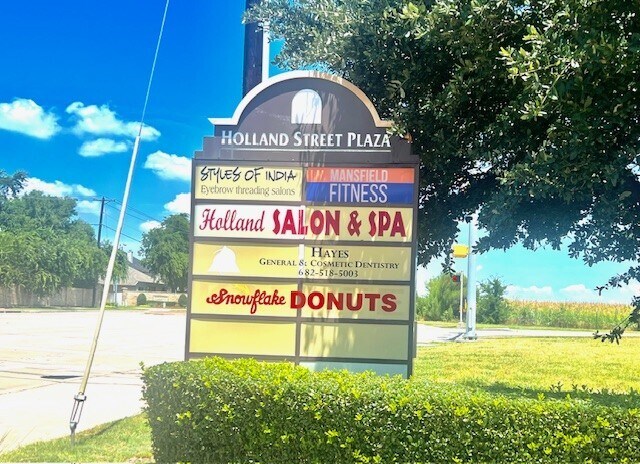 HOLLAND STREET PLAZA
STYLES OF INDIA
Eyebrow threading salons
MANSFIELD
FITNESS
Holland SALON & SPA
HAYES
GENERAL & COSMETIC DENTISTRY
682-518-5003
Snowflake DONUTS